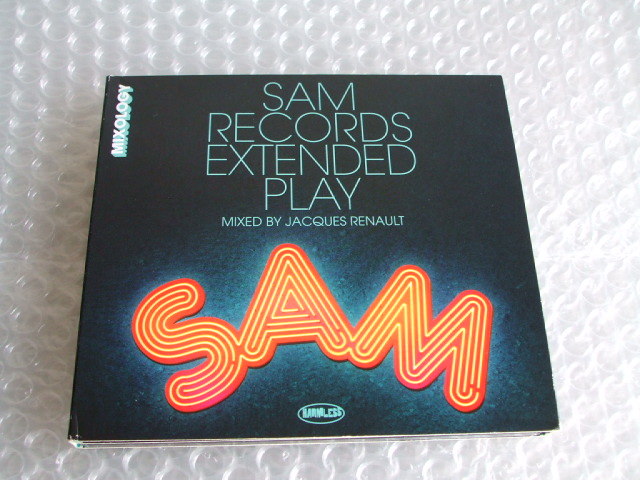 MIXOLOGY
SAM
RECORDS
EXTENDED
PLAY
MIXED BY JACQUES RENAULT
SAM
HARMLESS